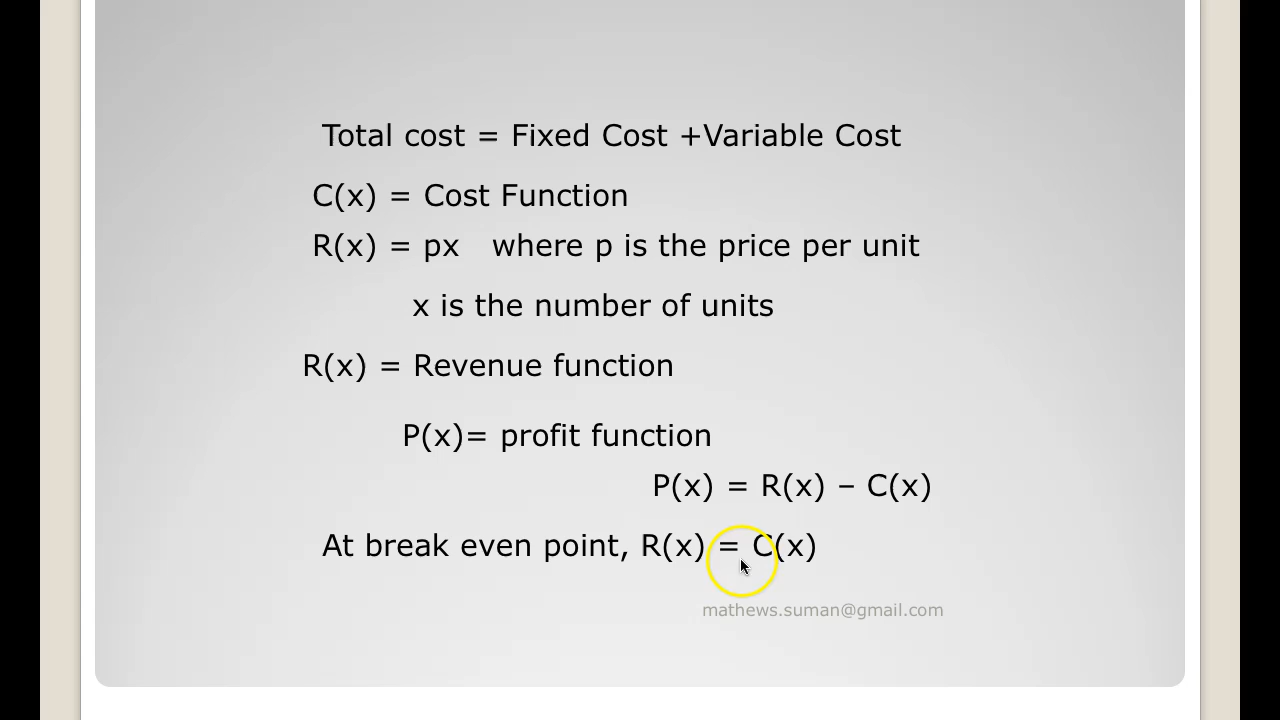 Total cost = Fixed Cost +Variable Cost
C(x) = Cost Function
R(x) = px where p is the price per unit
x is the number of units
R(x) = Revenue function
P(x)= profit function
P(x) = R(x) – C(x)
At break even point, R(x) = C(x)
mathews.suman@gmail.com